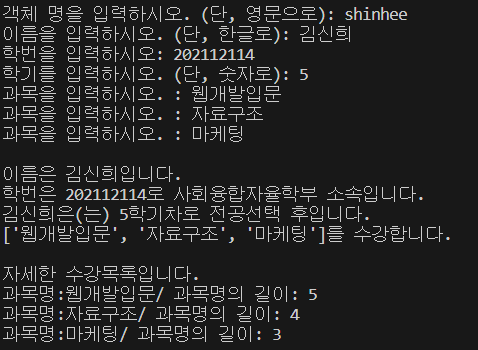 객체 명을 입력하시오. (단, 영문으로): shinhee
이름을 입력하시오. (단, 한글로): 김신희
학번을 입력하시오: 202112114
학기를 입력하시오. (단, 숫자로): 5
과목을 입력하시오. : 웹개발입문
과목을 입력하시오. : 자료구조
과목을 입력하시오. : 마케팅
이름은 김신희입니다.
학번은 202112114로 사회융합자율학부 소속입니다.
김신희은(는) 5학기차로 전공선택 후입니다.
['웹개발입문', '자료구조', '마케팅']를 수강합니다.
자세한 수강목록입니다.
과목명:웹개발입문/ 과목명의 길이: 5
과목명:자료구조/ 과목명의 길이: 4
과목명:마케팅/ 과목명의 길이: 3